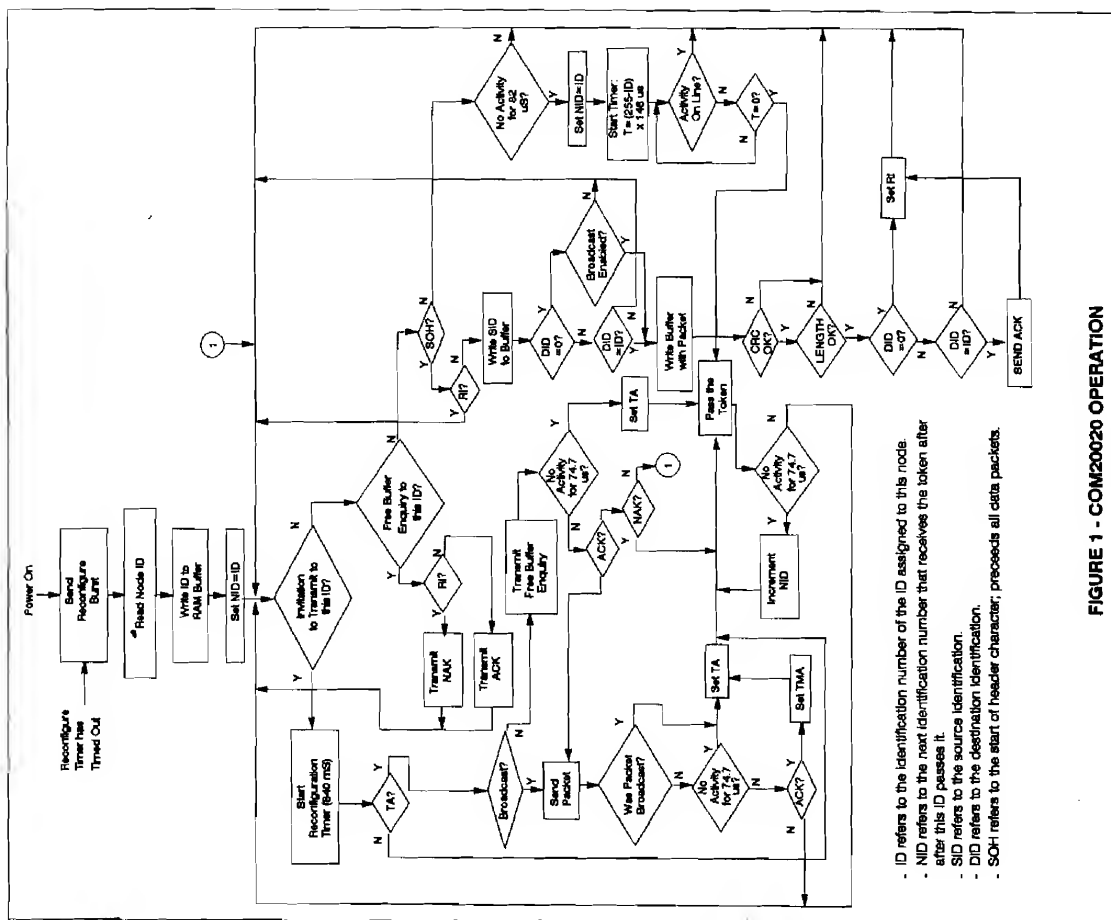 Power On
Reconfigure
Timer has
Timed Out
Send
Reconfigure
Burst
Read Node ID
Write ID to
RAM Buffer
Set NID=ID
1
Invitation
to Transmit to
this ID?
Y
N
Start
Reconfiguration
Timer (840 mS)
TA?
Y
N
Broadcast?
N
Y
Send
Packet
Was Packet
Broadcast?
Y
N
No
Activity
for 74.7
us?
Y
N
ACK?
Y
N
Set TMA
Set TA
Free Buffer
Enquiry to
this ID?
N
Y
RI?
N
Y
Transmit
NAK
Transmit
ACK
Transmit
Free Buffer
Enquiry
No
Activity
for 74.7
us?
Y
N
Set TA
ACK?
Y
N
NAK?
Y
N
1
Pass the
Token
No
Activity
for 74.7
us?
Y
N
Increment
NID
SOH?
Y
N
RI?
Y
N
Write SID
to Buffer
DID
=0?
Y
N
Broadcast
Enabled?
N
Y
DID
=ID?
N
Y
Write Buffer
with Packet
CRC
OK?
N
Y
LENGTH
OK?
N
Y
DID
=0?
Y
N
DID
=ID?
N
Y
Set RI
SEND ACK
No Activity
for 82
uS?
N
Y
Set NID=ID
Start Timer:
T=(255-ID)
x 146 us
Activity
On Line?
Y
N
T=0?
N
Y
- ID refers to the identification number of the ID assigned to this node.
- NID refers to the next identification number that receives the token after
after this ID passes it.
- SID refers to the source identification.
- DID refers to the destination identification.
- SOH refers to the start of header character; preceeds all data packets.
FIGURE 1 - COM20020 OPERATION